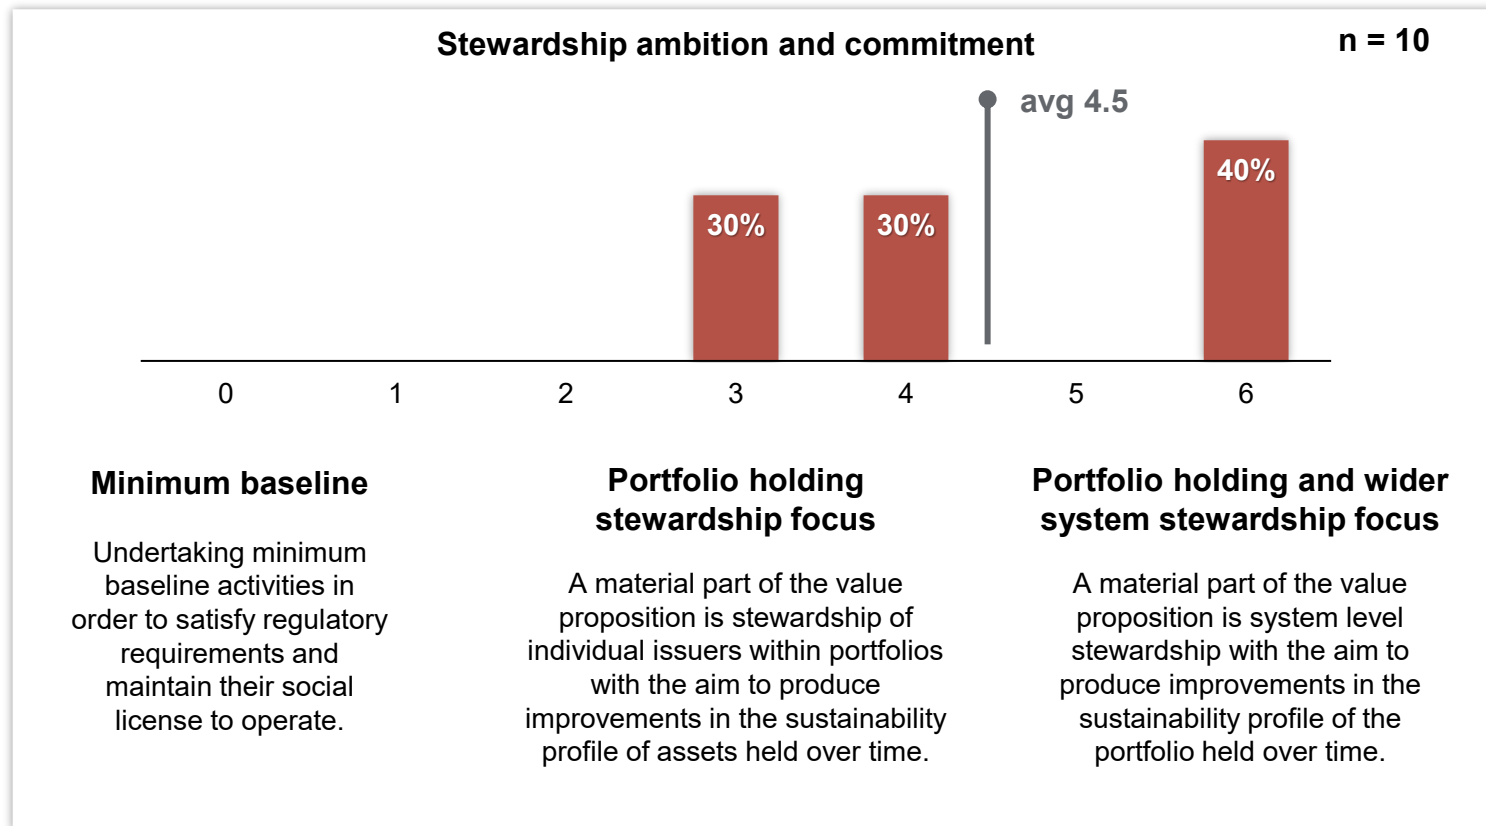 Stewardship ambition and commitment
n = 10
avg 4.5
40%
30%
30%
0
1
2
3
4
5
6
Minimum baseline
Undertaking minimum
baseline activities in
order to satisfy regulatory
requirements and
maintain their social
license to operate.
Portfolio holding
stewardship focus
A material part of the value
proposition is stewardship of
individual issuers within portfolios
with the aim to produce
improvements in the sustainability
profile of assets held over time.
Portfolio holding and wider
system stewardship focus
A material part of the value
proposition is system level
stewardship with the aim to
produce improvements in the
sustainability profile of the
portfolio held over time.